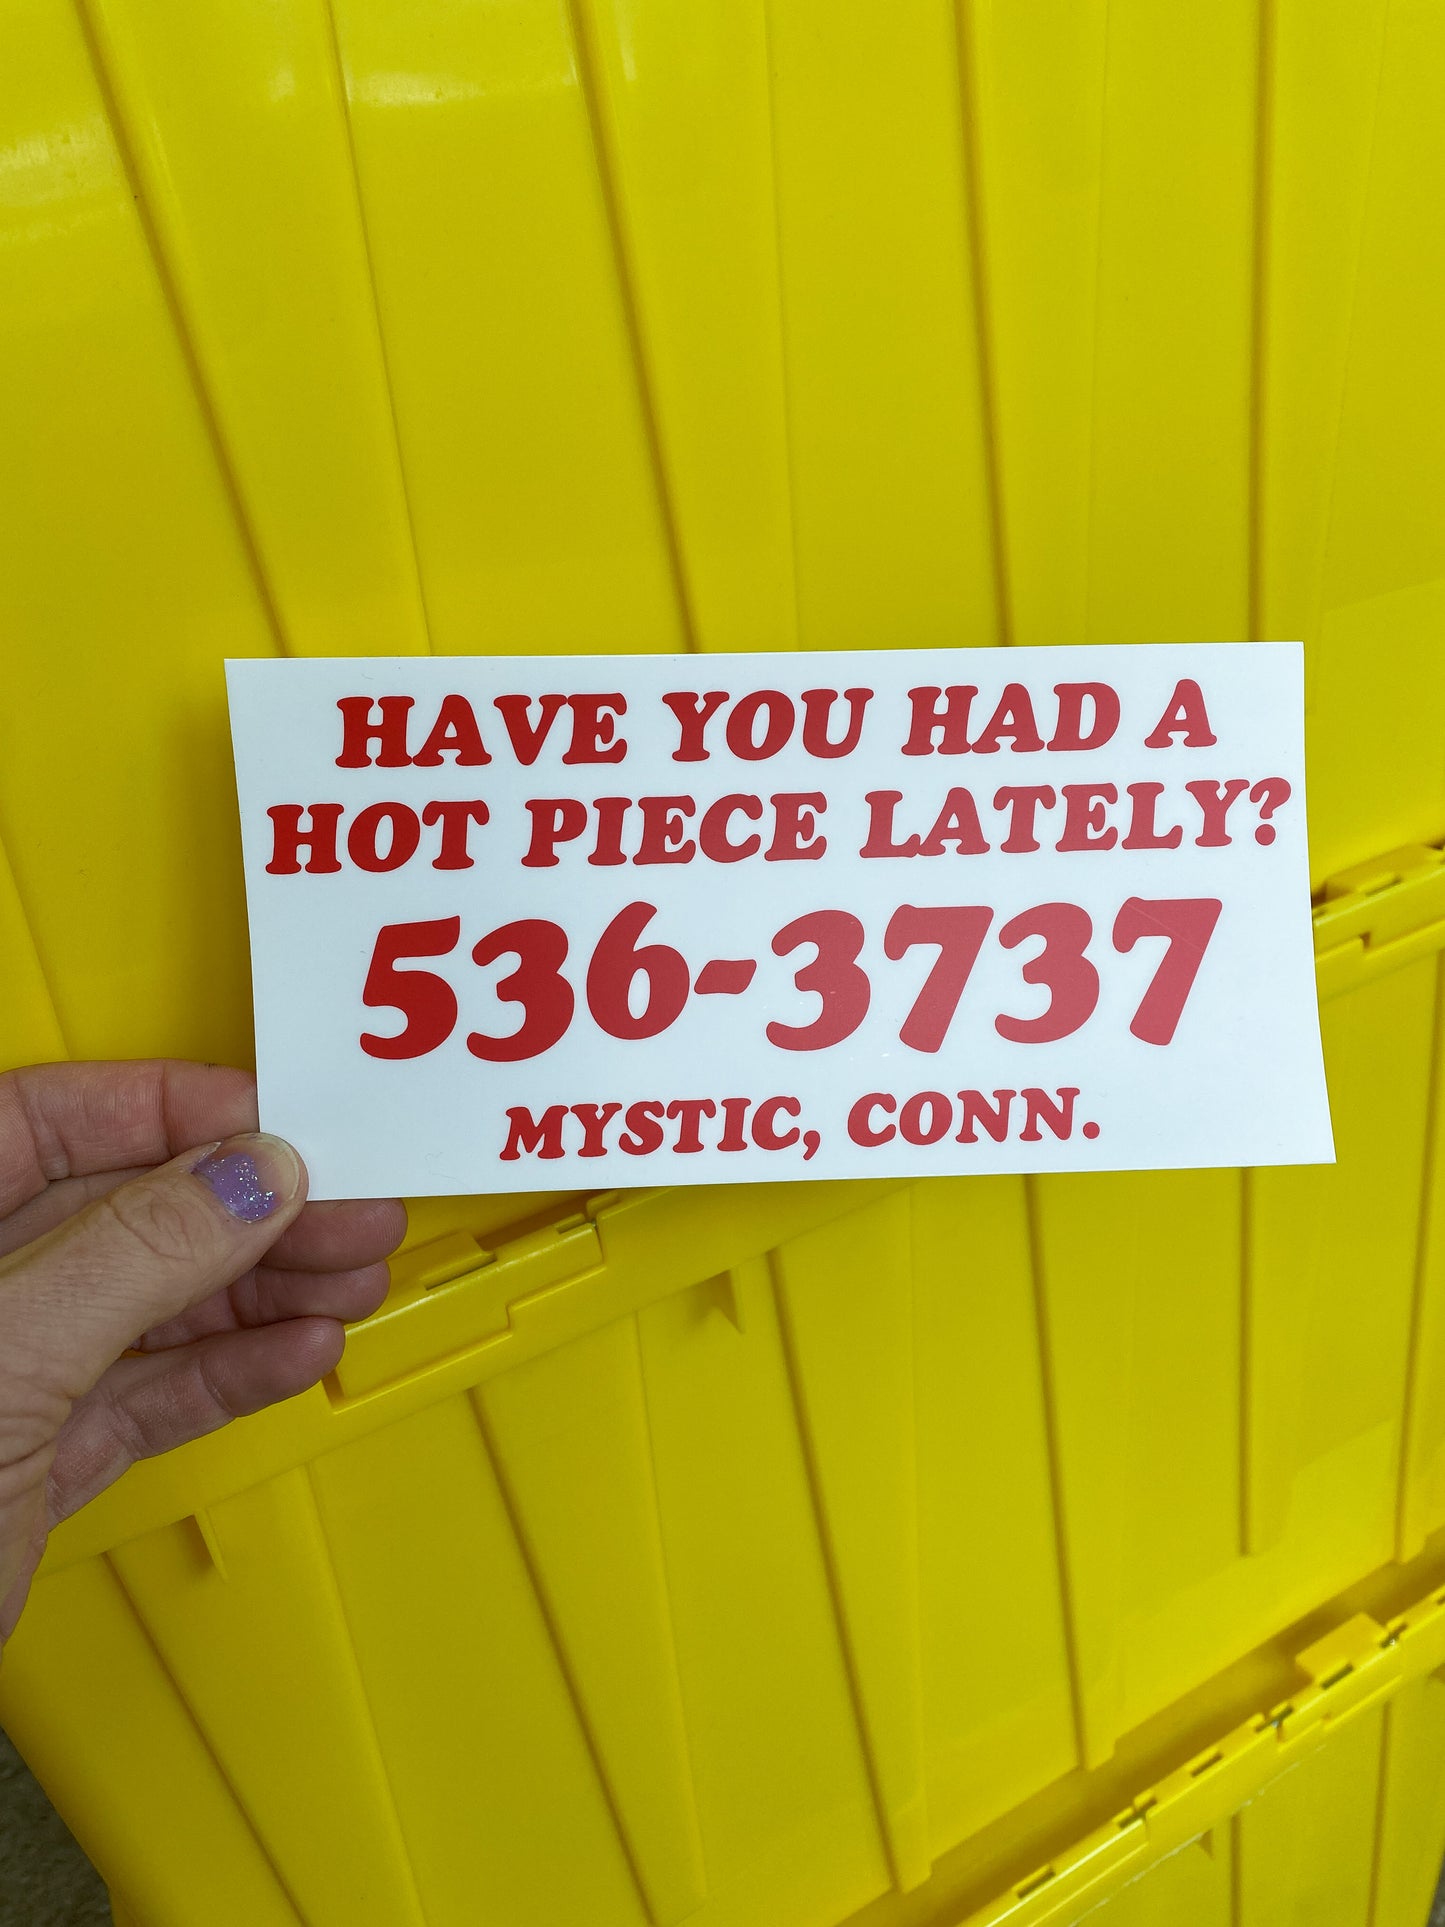 HAVE YOU HAD A
HOT PIECE LATELY?
536-3737
MYSTIC, CONN.